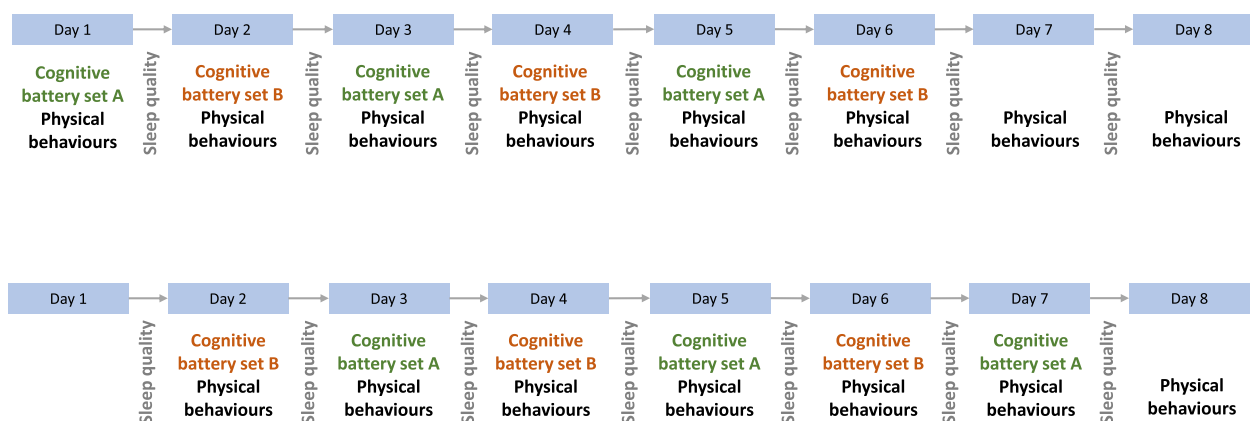 Day 1
Day 2
Day 3
Day 4
Day 5
Day 6
Day 7
Day 8
Cognitive
battery set A
Physical
behaviours
Sleep quality
Cognitive
battery set B
Physical
behaviours
Sleep quality
Cognitive
battery set A
Physical
behaviours
Sleep quality
Cognitive
battery set B
Physical
behaviours
Sleep quality
Cognitive
battery set A
Physical
behaviours
Sleep quality
Cognitive
battery set B
Physical
behaviours
Sleep quality
Physical
behaviours
Sleep quality
Physical
behaviours
Day 1
Day 2
Day 3
Day 4
Day 5
Day 6
Day 7
Day 8
Sleep quality
Cognitive
battery set B
Physical
behaviours
Sleep quality
Cognitive
battery set A
Physical
behaviours
Sleep quality
Cognitive
battery set B
Physical
behaviours
Sleep quality
Cognitive
battery set A
Physical
behaviours
Sleep quality
Cognitive
battery set B
Physical
behaviours
Sleep quality
Cognitive
battery set A
Physical
behaviours
Sleep quality
Physical
behaviours